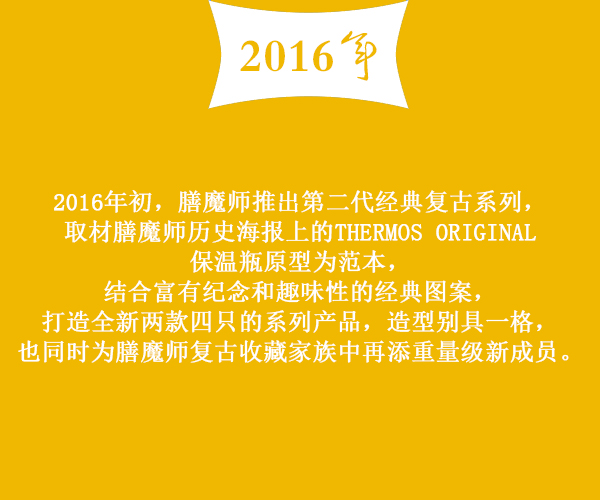 2016年
2016年初，膳魔师推出第二代经典复古系列，
取材膳魔师历史海报上的THERMOS ORIGINAL
保温瓶原型为范本，
结合富有纪念和趣味性的经典图案，
打造全新两款四只的系列产品，造型别具一格，
也同时为膳魔师复古收藏家族中再添重量级新成员。